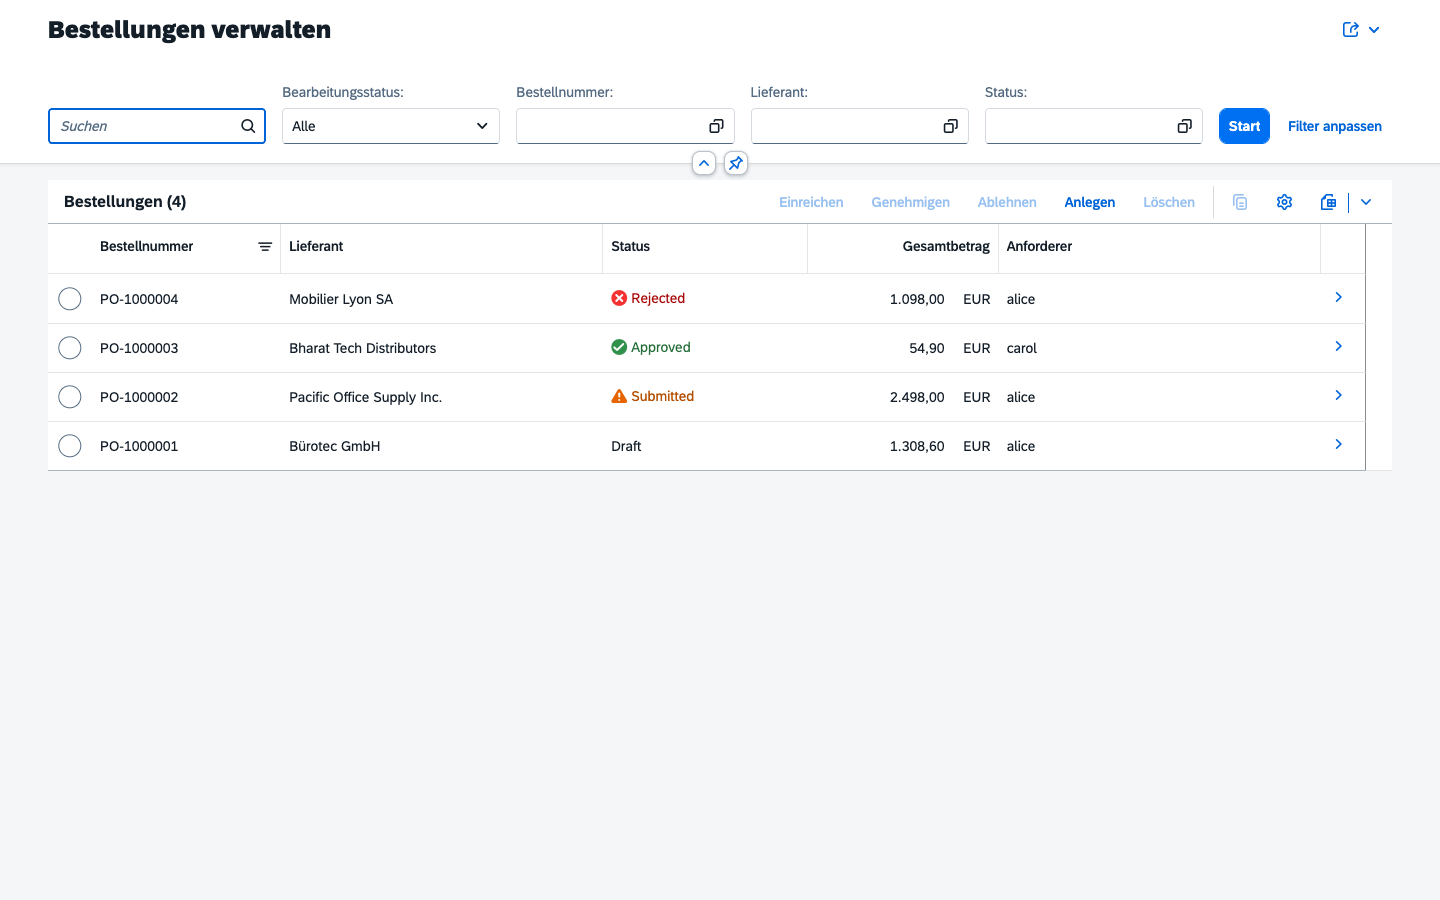 Bestellungen verwalten
Suchen
Bearbeitungsstatus:
Alle
Bestellnummer:
Lieferant:
Status:
Start
Filter anpassen
Bestellungen (4)
Einreichen Genehmigen Ablehnen Anlegen Löschen
Bestellnummer Lieferant Status Gesamtbetrag Anforderer
PO-1000004 Mobilier Lyon SA Rejected 1.098,00 EUR alice
PO-1000003 Bharat Tech Distributors Approved 54,90 EUR carol
PO-1000002 Pacific Office Supply Inc. Submitted 2.498,00 EUR alice
PO-1000001 Bürotec GmbH Draft 1.308,60 EUR alice